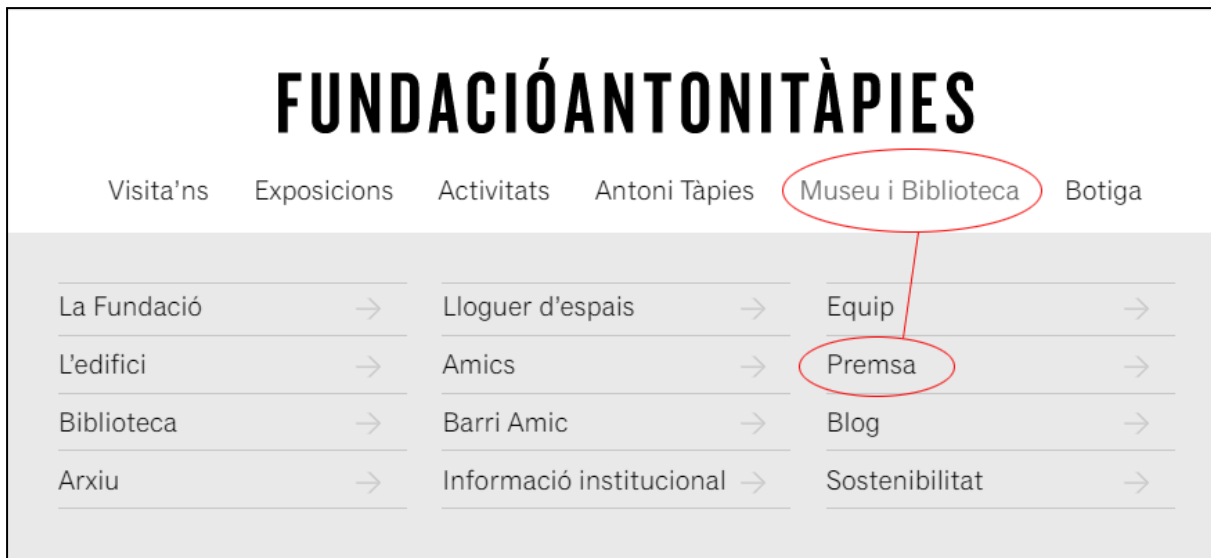 FUNDACIÓANTONITÀPIES
Visita’ns Exposicions Activitats Antoni Tàpies Museu i Biblioteca Botiga
La Fundació → Lloguer d’espais → Equip →
L’edifici → Amics → Premsa →
Biblioteca → Barri Amic → Blog →
Arxiu → Informació institucional → Sostenibilitat →